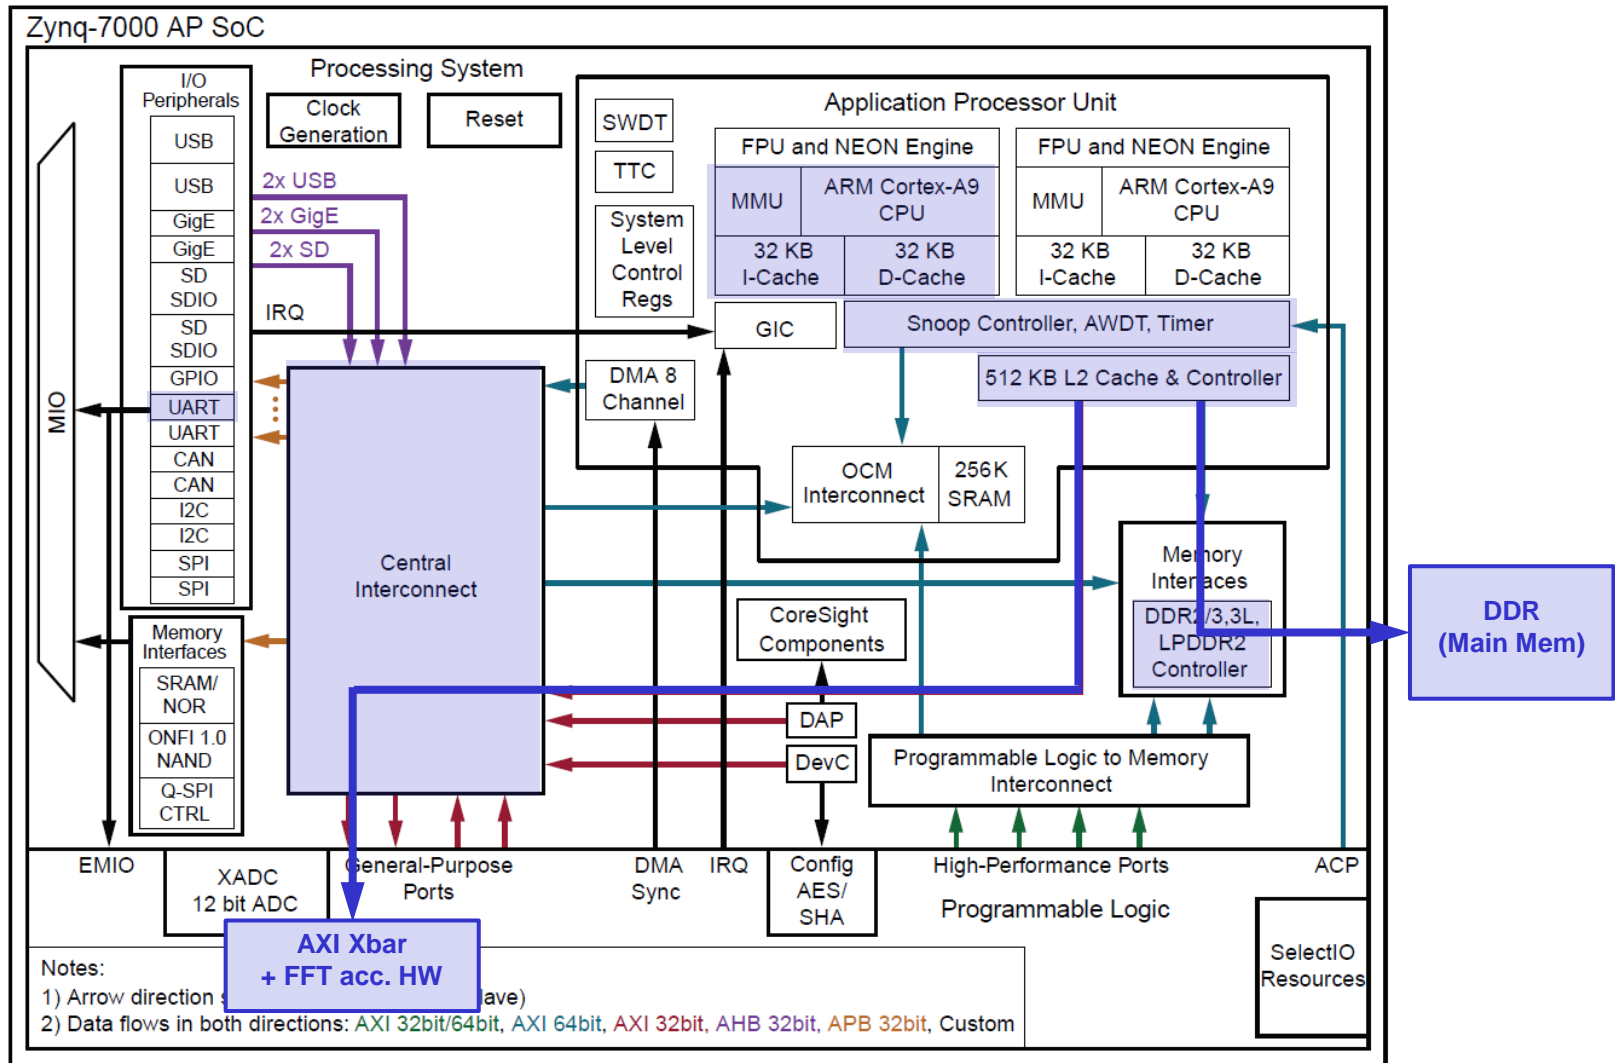 Zynq-7000 AP SoC
Processing System
I/O
Peripherals
USB
USB
GigE
GigE
SD
SDIO
SD
SDIO
GPIO
UART
UART
CAN
CAN
I2C
I2C
SPI
SPI
MIO
Clock
Generation
Reset
2x USB
2x GigE
2x SD
IRQ
Application Processor Unit
SWDT
TTC
System
Level
Control
Regs
FPU and NEON Engine
MMU
ARM Cortex-A9
CPU
32 KB
I-Cache
32 KB
D-Cache
FPU and NEON Engine
MMU
ARM Cortex-A9
CPU
32 KB
I-Cache
32 KB
D-Cache
GIC
Snoop Controller, AWDT, Timer
512 KB L2 Cache & Controller
DMA 8
Channel
OCM
Interconnect
256K
SRAM
Central
Interconnect
Memory
Interfaces
DDR2/3,3L,
LPDDR2
Controller
DDR
(Main Mem)
CoreSight
Components
DAP
DevC
Programmable Logic to Memory
Interconnect
Memory
Interfaces
SRAM/
NOR
ONFI 1.0
NAND
Q-SPI
CTRL
EMIO
XADC
12 bit ADC
General-Purpose
Ports
DMA
Sync
IRQ
Config
AES/
SHA
High-Performance Ports
Programmable Logic
ACP
SelectIO
Resources
AXI Xbar
+ FFT acc. HW
Notes:
1) Arrow direction
2) Data flows in both directions: AXI 32bit/64bit, AXI 64bit, AXI 32bit, AHB 32bit, APB 32bit, Custom